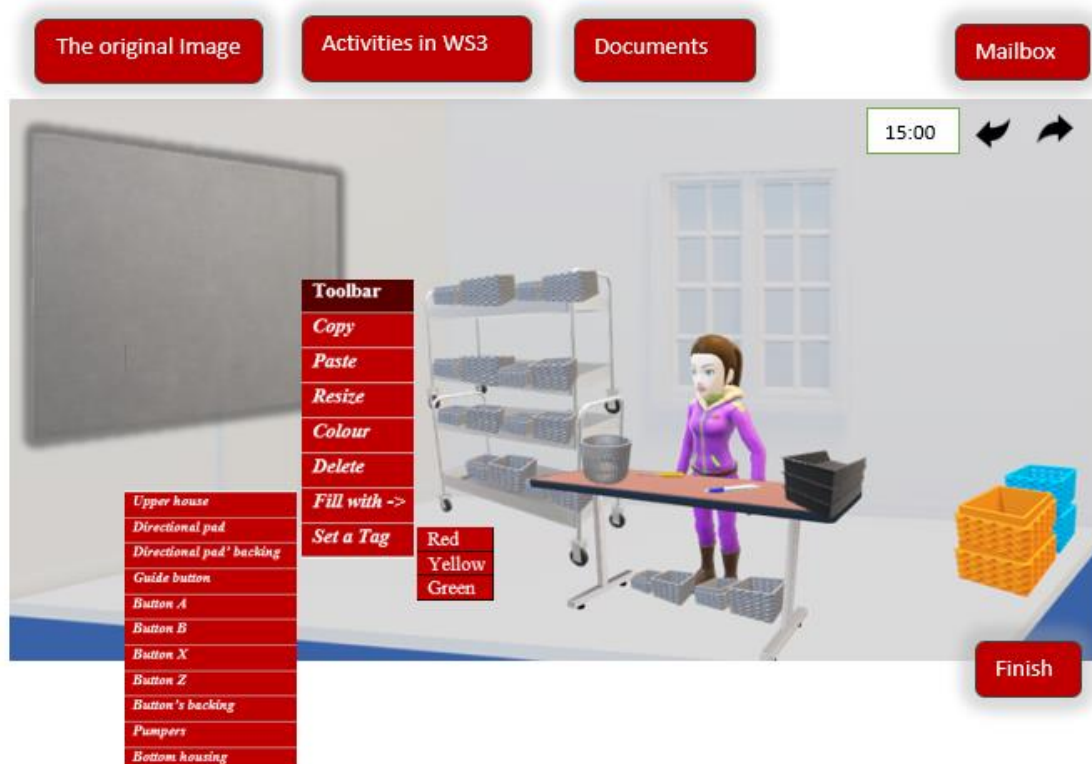 The original Image
Activities in WS3
Documents
Mailbox
15:00
Toolbar
Copy
Paste
Resize
Colour
Delete
Fill with ->
Set a Tag
Red
Yellow
Green
Upper house
Directional pad
Directional pad' backing
Guide button
Button A
Button B
Button X
Button Z
Button's backing
Pumpers
Bottom housing
Finish